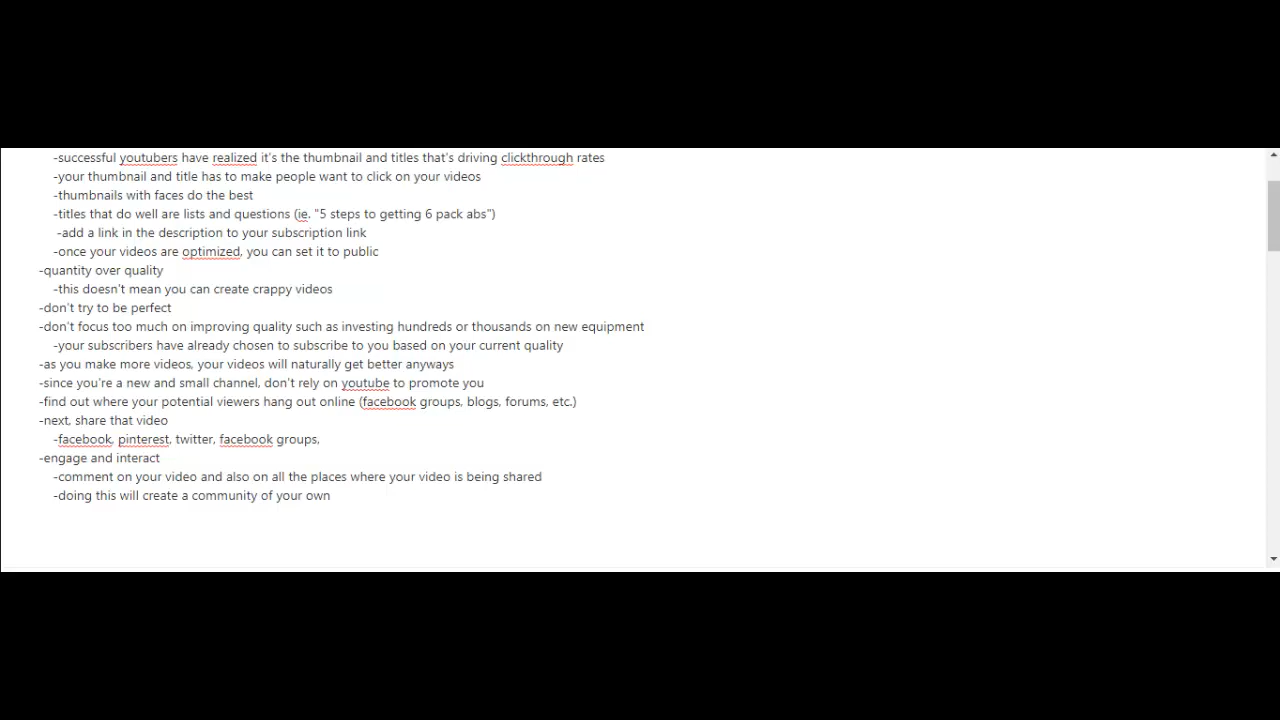 -successful youtubers have realized it's the thumbnail and titles that's driving clickthrough rates
-your thumbnail and title has to make people want to click on your videos
-thumbnails with faces do the best
-titles that do well are lists and questions (ie. "5 steps to getting 6 pack abs")
-add a link in the description to your subscription link
-once your videos are optimized, you can set it to public
-quantity over quality
-this doesn't mean you can create crappy videos
-don't try to be perfect
-don't focus too much on improving quality such as investing hundreds or thousands on new equipment
-your subscribers have already chosen to subscribe to you based on your current quality
-as you make more videos, your videos will naturally get better anyways
-since you're a new and small channel, don't rely on youtube to promote you
-find out where your potential viewers hang out online (facebook groups, blogs, forums, etc.)
-next, share that video
-facebook, pinterest, twitter, facebook groups,
-engage and interact
-comment on your video and also on all the places where your video is being shared
-doing this will create a community of your own